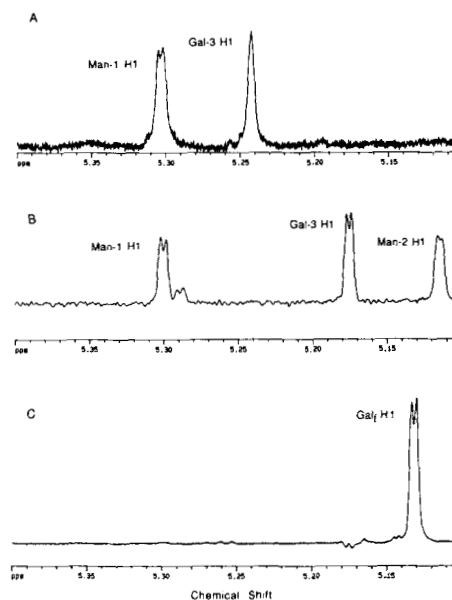 A
Man-1 H1
Gal-3 H1
ppm 5.35 5.30 5.25 5.20 5.15
B
Man-1 H1
Gal-3 H1
Man-2 H1
ppm 5.35 5.30 5.25 5.20 5.15
C
Galf H1
ppm 5.35 5.30 5.25 5.20 5.15
Chemical Shift